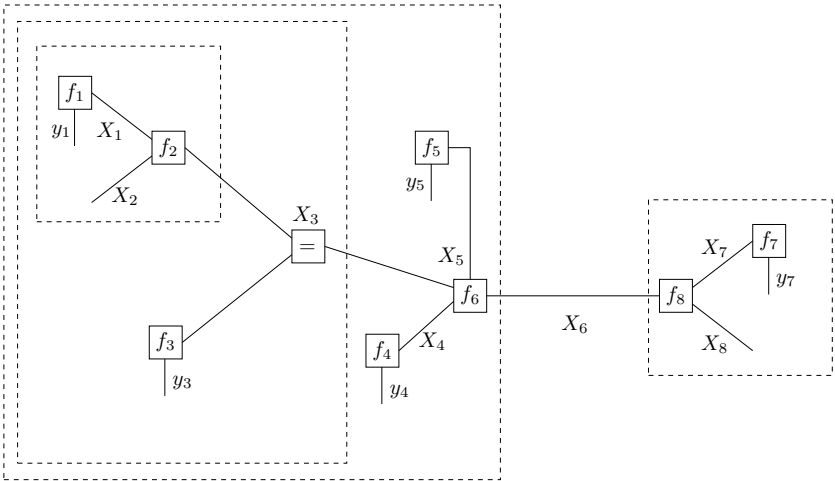 f₁
y₁
X₁
f₂
X₂
X₃
=
f₃
y₃
f₅
y₅
X₅
f₆
f₄
X₄
y₄
X₆
f₈
X₇
f₇
y₇
X₈